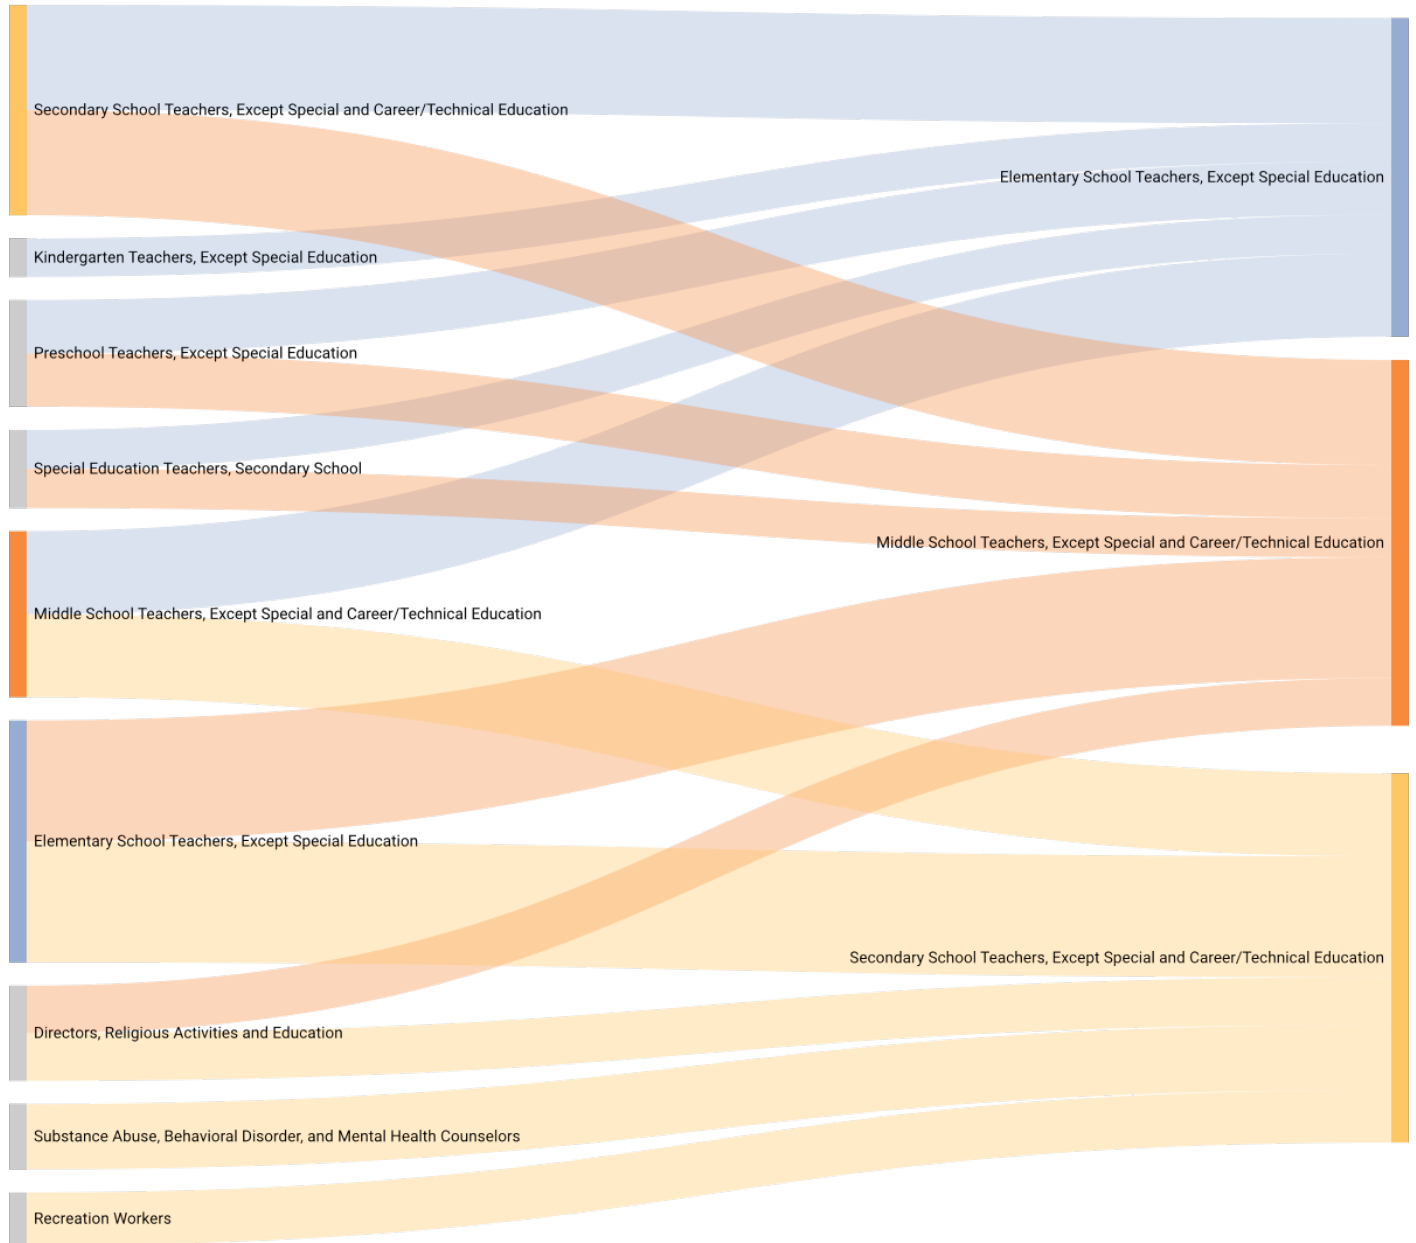 Secondary School Teachers, Except Special and Career/Technical Education
Elementary School Teachers, Except Special Education
Kindergarten Teachers, Except Special Education
Preschool Teachers, Except Special Education
Special Education Teachers, Secondary School
Middle School Teachers, Except Special and Career/Technical Education
Middle School Teachers, Except Special and Career/Technical Education
Elementary School Teachers, Except Special Education
Secondary School Teachers, Except Special and Career/Technical Education
Directors, Religious Activities and Education
Substance Abuse, Behavioral Disorder, and Mental Health Counselors
Recreation Workers